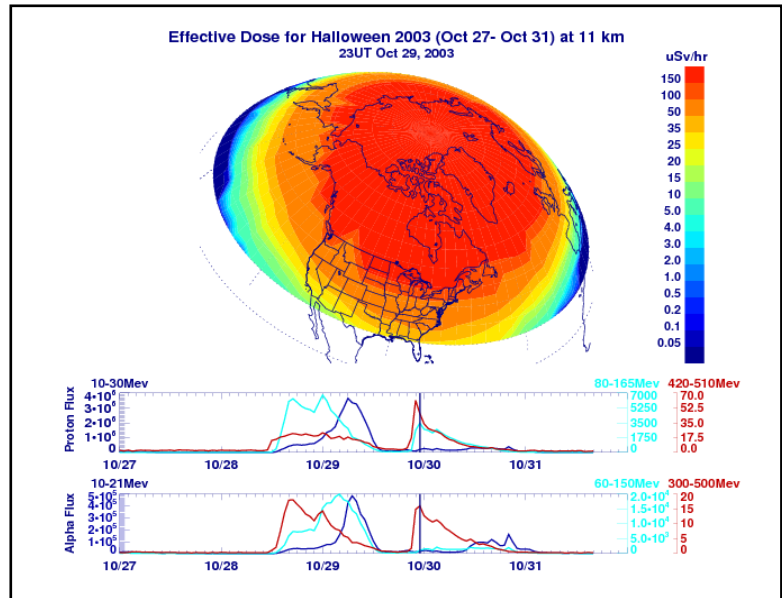 Effective Dose for Halloween 2003 (Oct 27- Oct 31) at 11 km
23UT Oct 29, 2003
uSv/hr
150
100
50
35
25
20
15
10
5.0
4.0
3.0
2.0
1.0
0.5
0.2
0.1
0.05
10-30Mev 80-165Mev 420-510Mev
Proton Flux
4•10⁶ 7000 70.0
3•10⁶ 5250 52.5
2•10⁶ 3500 35.0
1•10⁶ 1750 17.5
0 0 0.0
10/27 10/28 10/29 10/30 10/31
10-21Mev 60-150Mev 300-500Mev
Alpha Flux
5•10⁵ 2.0•10⁴ 20
4•10⁵ 1.5•10⁴ 15
3•10⁵ 1.0•10⁴ 10
2•10⁵ 5.0•10³ 5
1•10⁵ 0 0
0
10/27 10/28 10/29 10/30 10/31